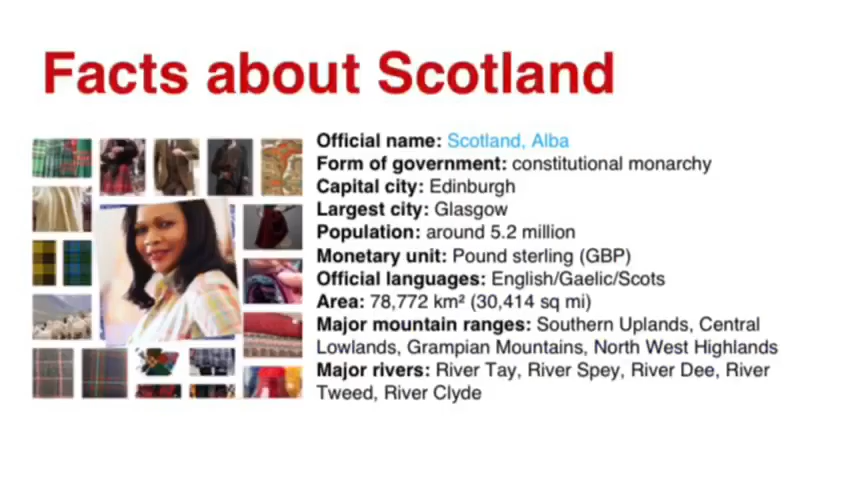 Facts about Scotland
Official name: Scotland, Alba
Form of government: constitutional monarchy
Capital city: Edinburgh
Largest city: Glasgow
Population: around 5.2 million
Monetary unit: Pound sterling (GBP)
Official languages: English/Gaelic/Scots
Area: 78,772 km² (30,414 sq mi)
Major mountain ranges: Southern Uplands, Central
Lowlands, Grampian Mountains, North West Highlands
Major rivers: River Tay, River Spey, River Dee, River
Tweed, River Clyde